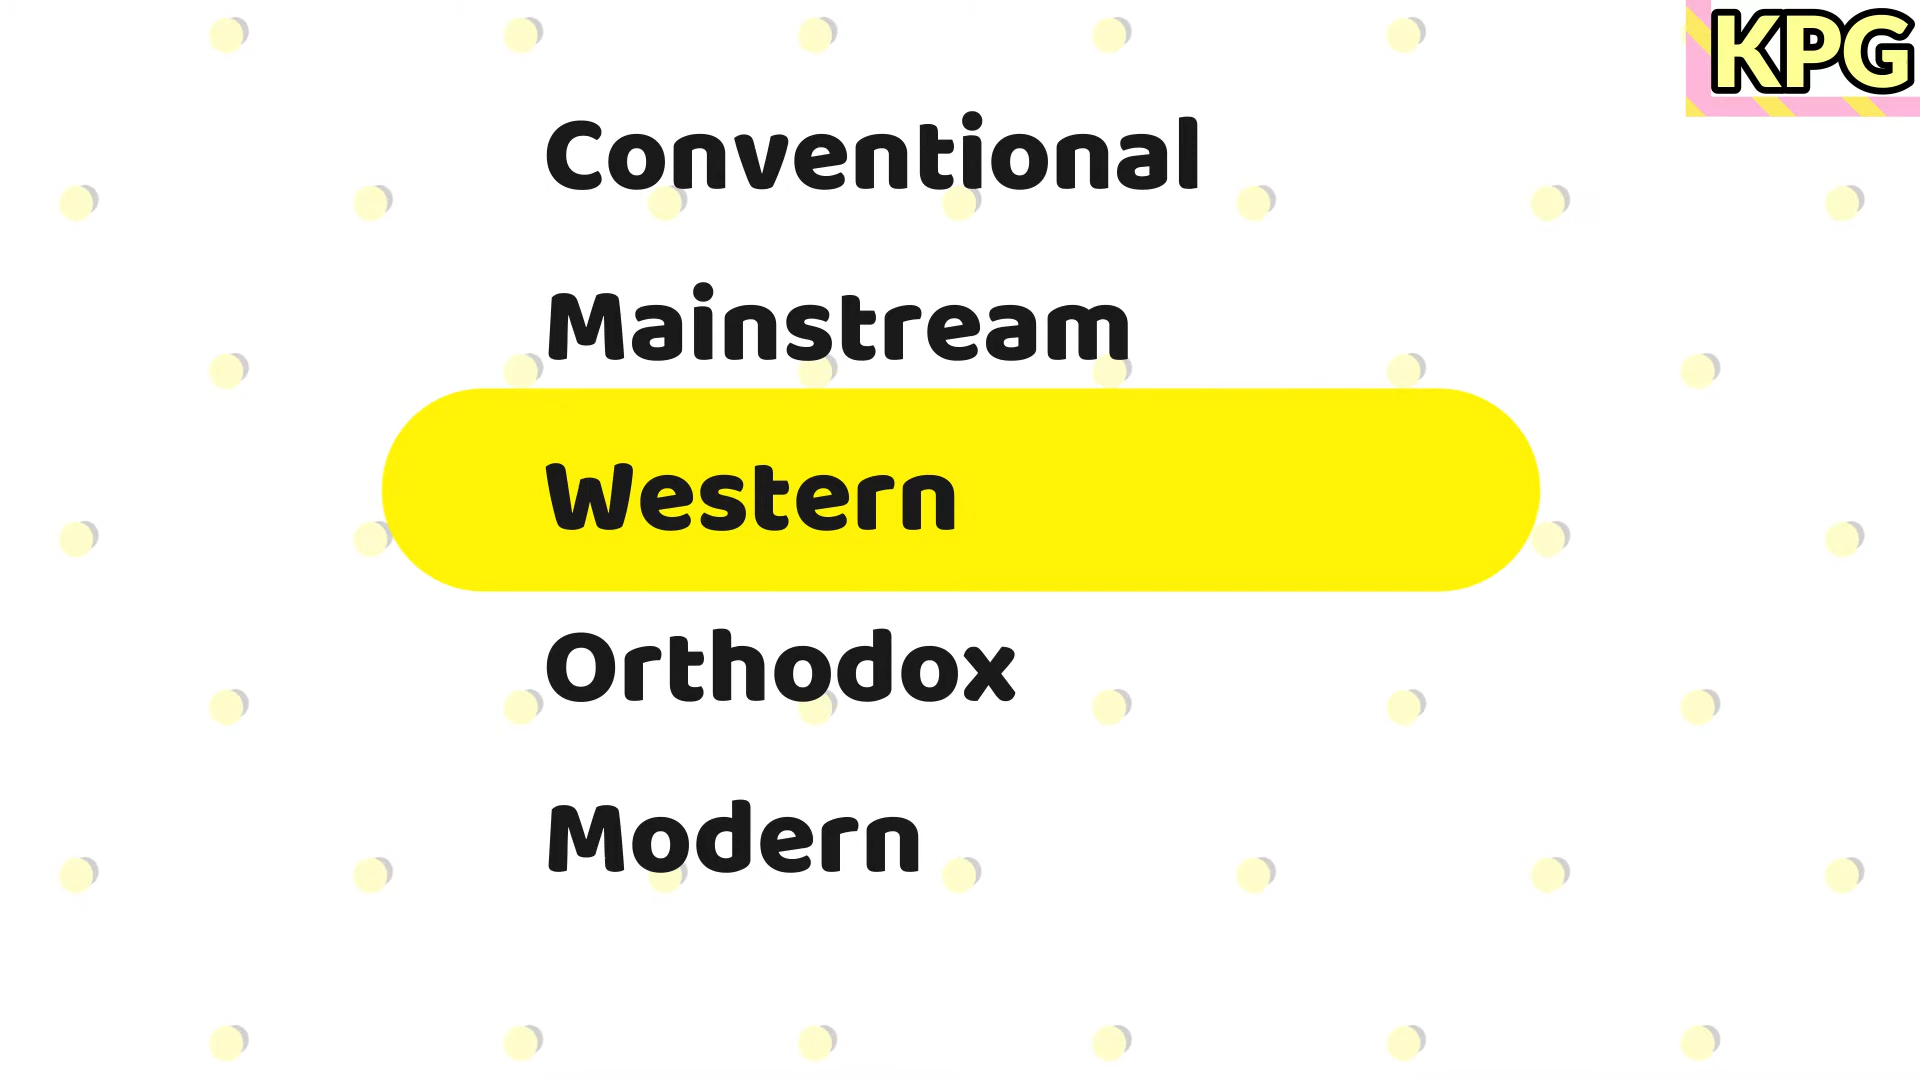 KPG
Conventional
Mainstream
Western
Orthodox
Modern